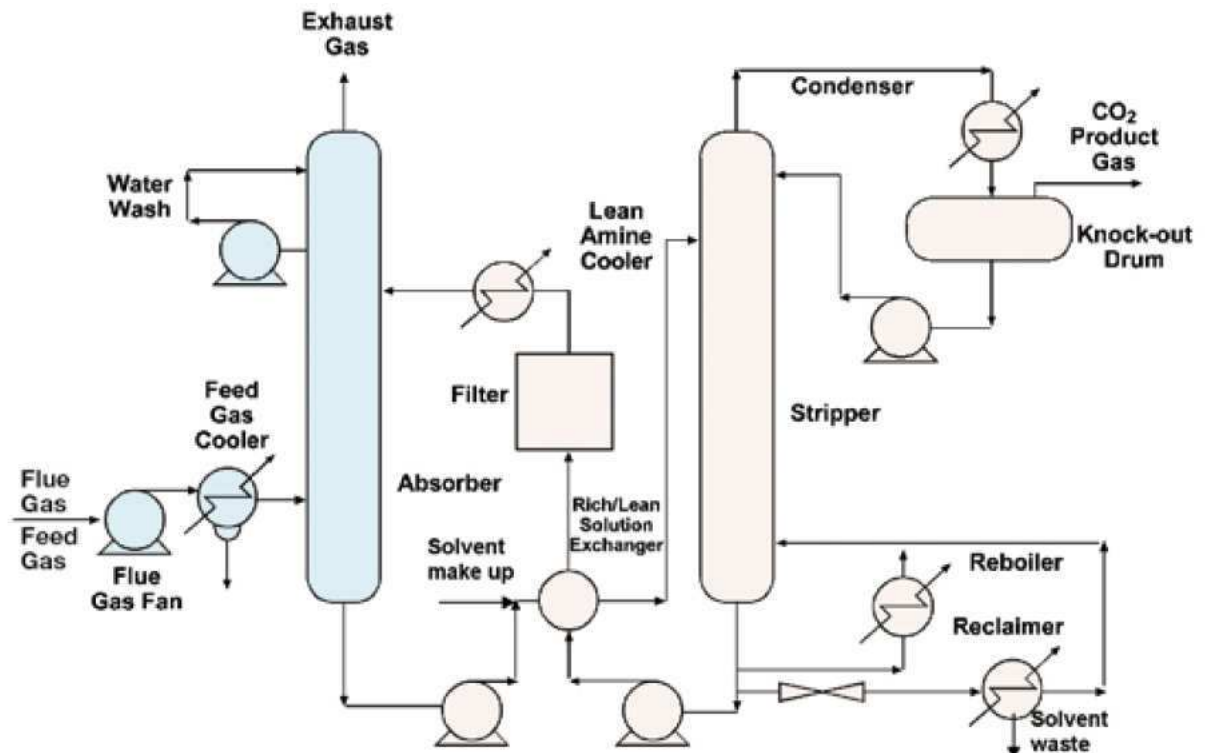 Exhaust
Gas
Condenser
CO₂
Product
Gas
Water
Wash
Lean
Amine
Cooler
Knock-out
Drum
Feed
Gas
Cooler
Filter
Stripper
Flue
Gas
Feed
Gas
Absorber
Rich/Lean
Solution
Exchanger
Solvent
make up
Reboiler
Flue
Gas Fan
Reclaimer
Solvent
waste